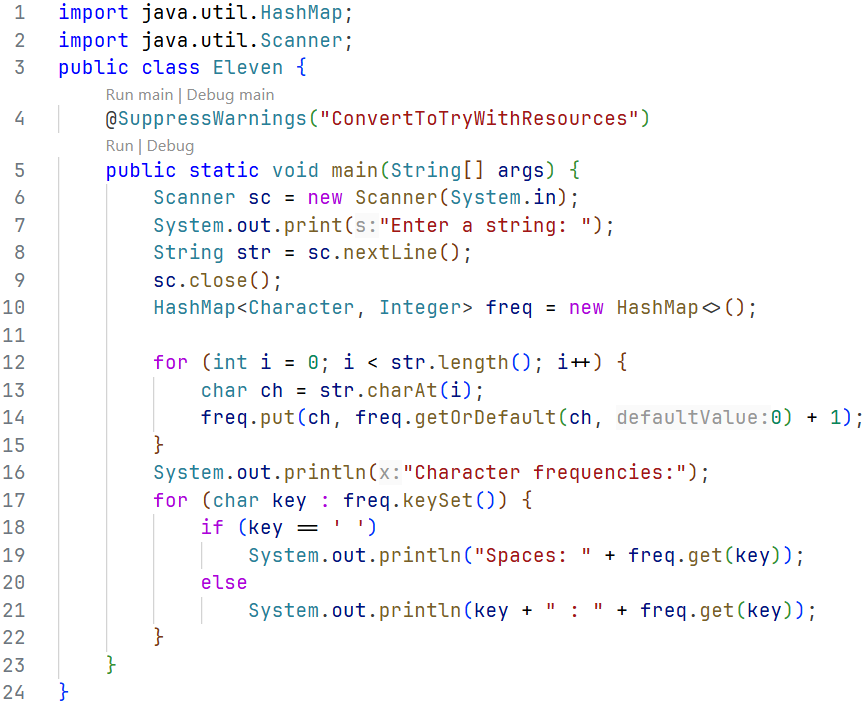 1 import java.util.HashMap;
2 import java.util.Scanner;
3 public class Eleven {
Run main | Debug main
4     @SuppressWarnings("ConvertToTryWithResources")
Run | Debug
5     public static void main(String[] args) {
6         Scanner sc = new Scanner(System.in);
7         System.out.print(s:"Enter a string: ");
8         String str = sc.nextLine();
9         sc.close();
10         HashMap<Character, Integer> freq = new HashMap<>();
11
12         for (int i = 0; i < str.length(); i++) {
13             char ch = str.charAt(i);
14             freq.put(ch, freq.getOrDefault(ch, defaultValue:0) + 1);
15         }
16         System.out.println(x:"Character frequencies:");
17         for (char key : freq.keySet()) {
18             if (key == ' ')
19                 System.out.println("Spaces: " + freq.get(key));
20             else
21                 System.out.println(key + " : " + freq.get(key));
22         }
23     }
24 }